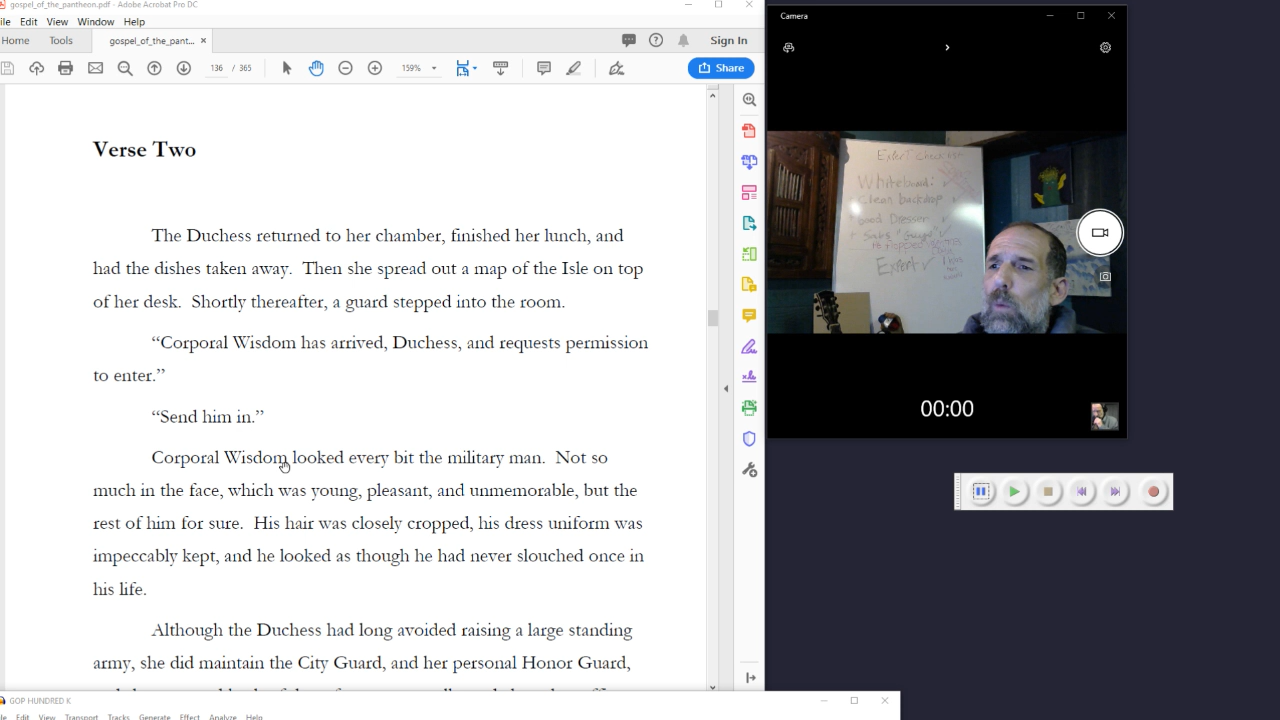 gospel_of_the_pantheon.pdf - Adobe Acrobat Pro DC
Edit View Window Help
Home Tools gospel_of_the_pant... × Sign In
136 / 365 159% Share
Verse Two
The Duchess returned to her chamber, finished her lunch, and
had the dishes taken away. Then she spread out a map of the Isle on top
of her desk. Shortly thereafter, a guard stepped into the room.
“Corporal Wisdom has arrived, Duchess, and requests permission
to enter.”
“Send him in.”
Corporal Wisdom looked every bit the military man. Not so
much in the face, which was young, pleasant, and unmemorable, but the
rest of him for sure. His hair was closely cropped, his dress uniform was
impeccably kept, and he looked as though he had never slouched once in
his life.
Although the Duchess had long avoided raising a large standing
army, she did maintain the City Guard, and her personal Honor Guard,
Camera
Expert
Whiteboard:
Clean backdrop
Good Dresser
Expert
00:00
GOP HUNDRED K
Edit View Transport Tracks Generate Effect Analyze Help